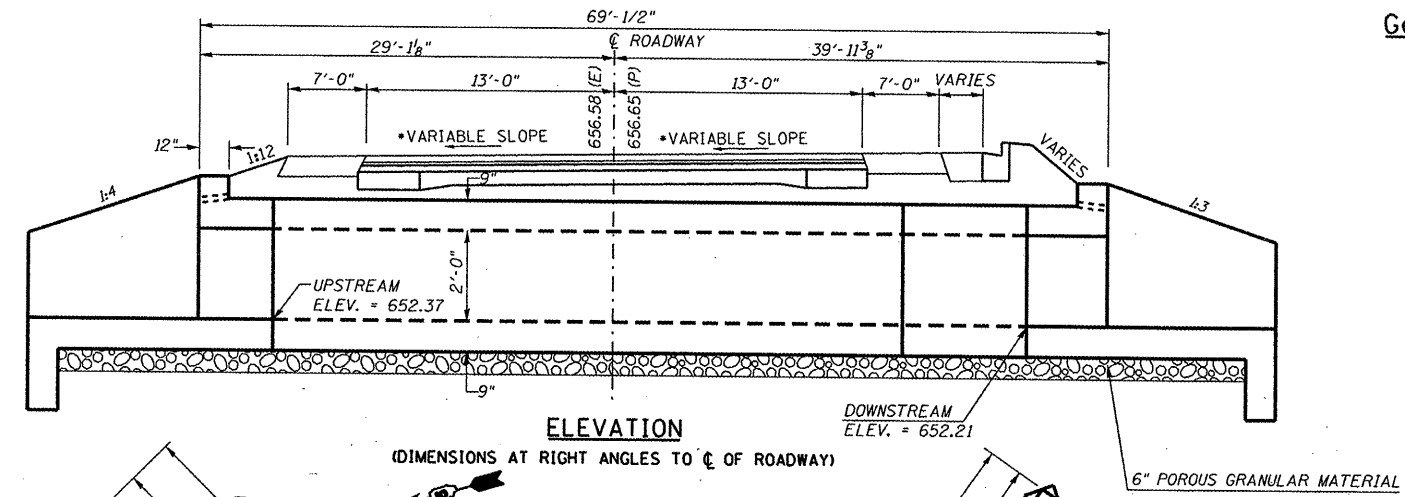 69'-1/2"
Ge
℄ ROADWAY
29'-1⅛"
39'-11⅜"
7'-0"
13'-0"
656.58 (E)
656.65 (P)
13'-0"
7'-0"
VARIES
12"
1:12
*VARIABLE SLOPE
*VARIABLE SLOPE
VARIES
1:4
9"
1:3
2'-0"
UPSTREAM
ELEV. = 652.37
9"
ELEVATION
(DIMENSIONS AT RIGHT ANGLES TO ℄ OF ROADWAY)
DOWNSTREAM
ELEV. = 652.21
6" POROUS GRANULAR MATERIAL